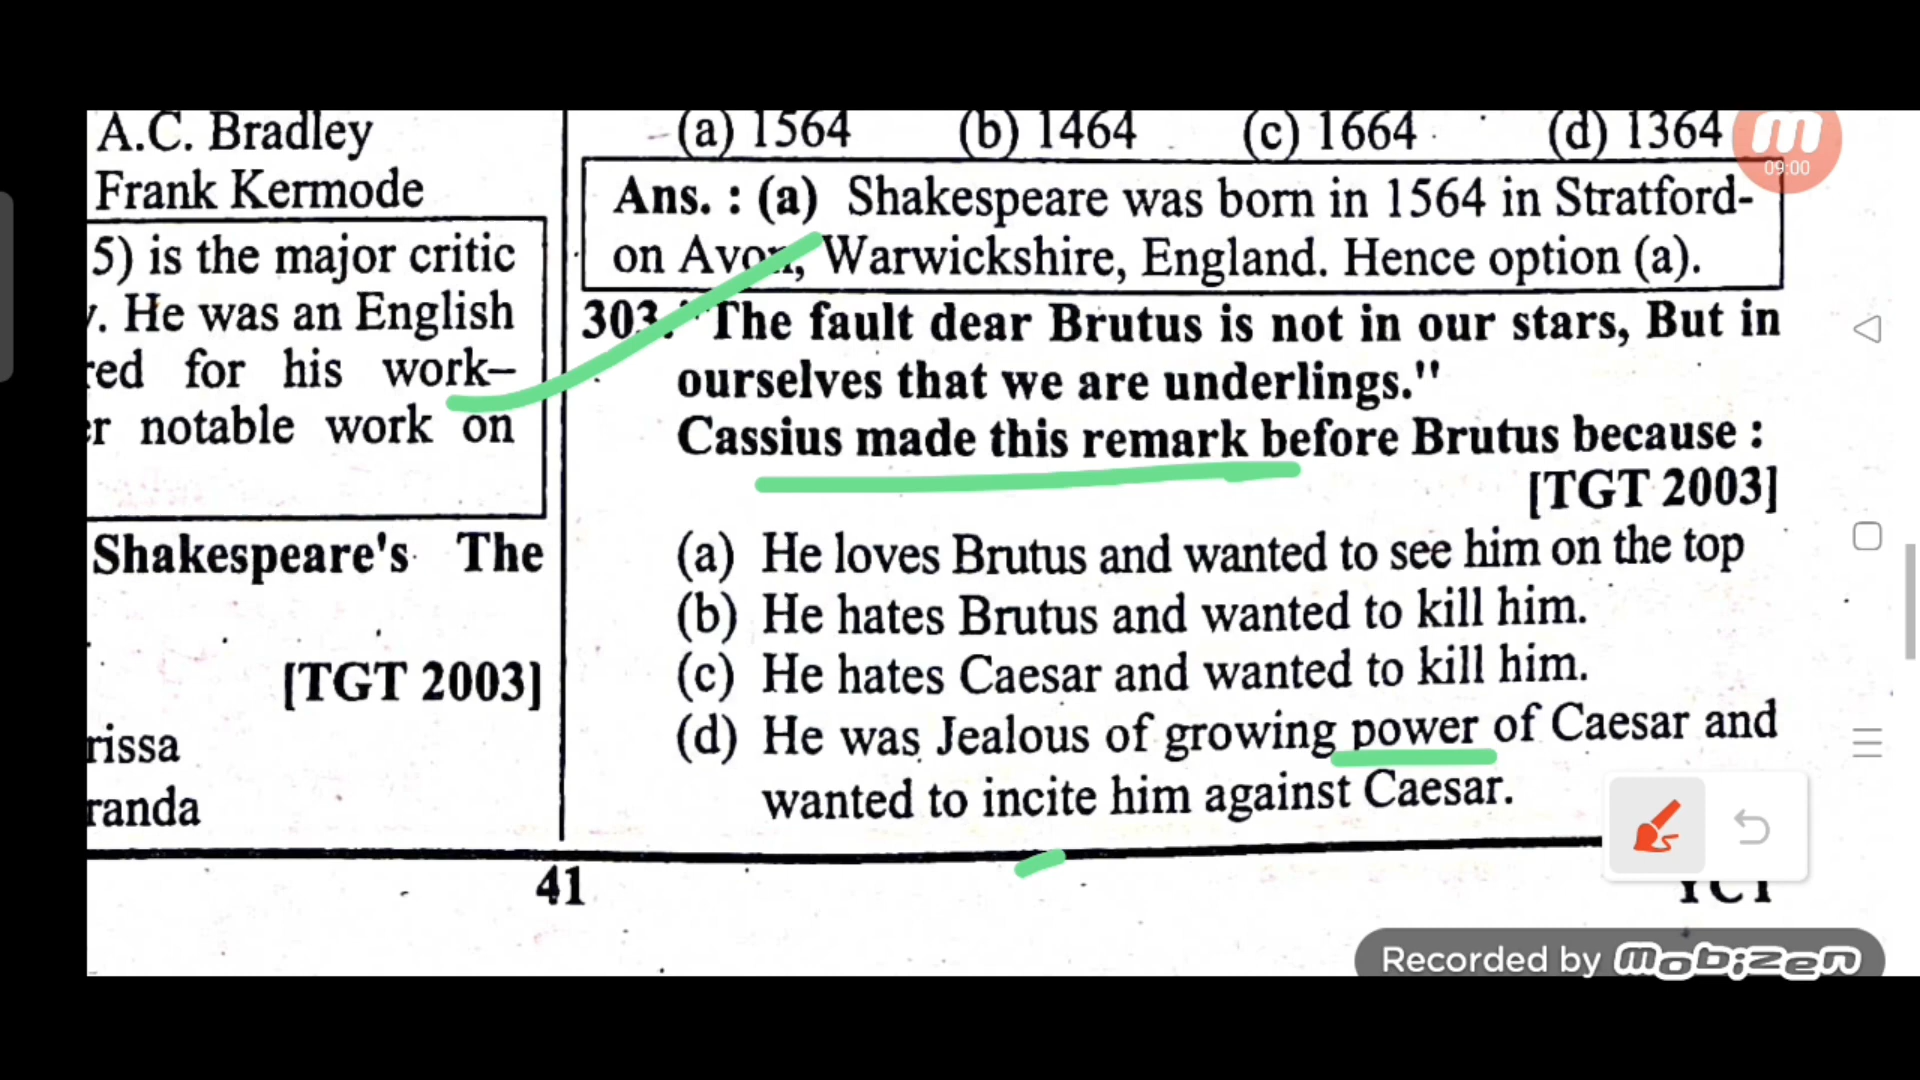 A.C. Bradley
Frank Kermode
5) is the major critic
. He was an English
red for his work–
er notable work on
Shakespeare's The
[TGT 2003]
rissa
randa
(a) 1564 (b) 1464 (c) 1664 (d) 1364
Ans. : (a) Shakespeare was born in 1564 in Stratford-
on Avon, Warwickshire, England. Hence option (a).
303. "The fault dear Brutus is not in our stars, But in
ourselves that we are underlings."
Cassius made this remark before Brutus because :
[TGT 2003]
(a) He loves Brutus and wanted to see him on the top
(b) He hates Brutus and wanted to kill him.
(c) He hates Caesar and wanted to kill him.
(d) He was Jealous of growing power of Caesar and
wanted to incite him against Caesar.
41
YCT
09:00
Recorded by mobizen